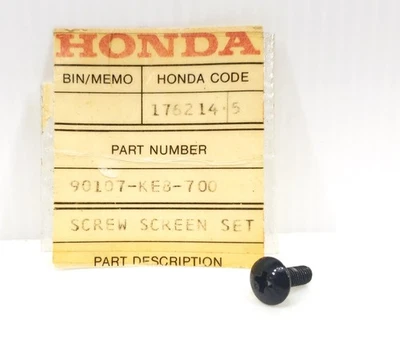 HONDA
BIN/MEMO HONDA CODE
176214-5
PART NUMBER
90107-KE8-700
SCREW SCREEN SET
PART DESCRIPTION